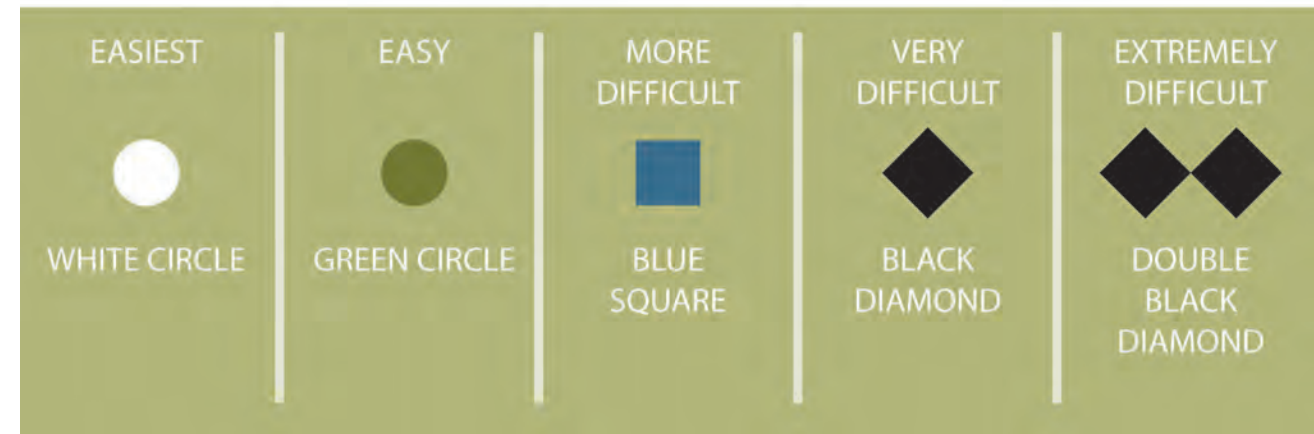 EASIEST
WHITE CIRCLE
EASY
GREEN CIRCLE
MORE
DIFFICULT
BLUE
SQUARE
VERY
DIFFICULT
BLACK
DIAMOND
EXTREMELY
DIFFICULT
DOUBLE
BLACK
DIAMOND